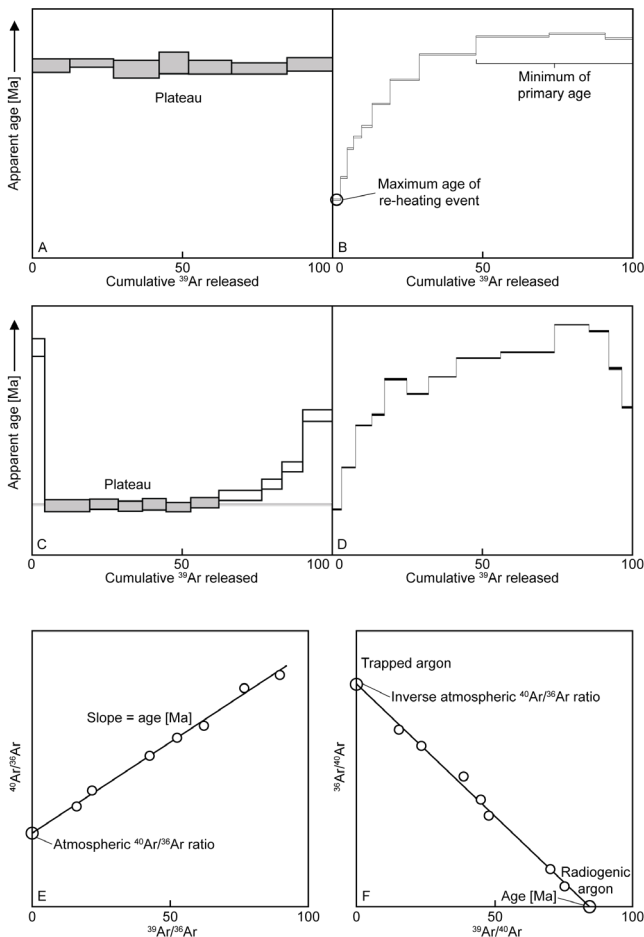 Apparent age [Ma]
Plateau
A
0
50
100
Cumulative ³⁹Ar released
Minimum of
primary age
Maximum age of
re-heating event
B
0
50
100
Cumulative ³⁹Ar released
Apparent age [Ma]
Plateau
C
0
50
100
Cumulative ³⁹Ar released
D
0
50
100
Cumulative ³⁹Ar released
⁴⁰Ar/³⁶Ar
Slope = age [Ma]
Atmospheric ⁴⁰Ar/³⁶Ar ratio
E
0
50
100
³⁹Ar/³⁶Ar
³⁶Ar/⁴⁰Ar
Trapped argon
Inverse atmospheric ⁴⁰Ar/³⁶Ar ratio
Radiogenic
argon
Age [Ma]
F
0
50
100
³⁹Ar/⁴⁰Ar